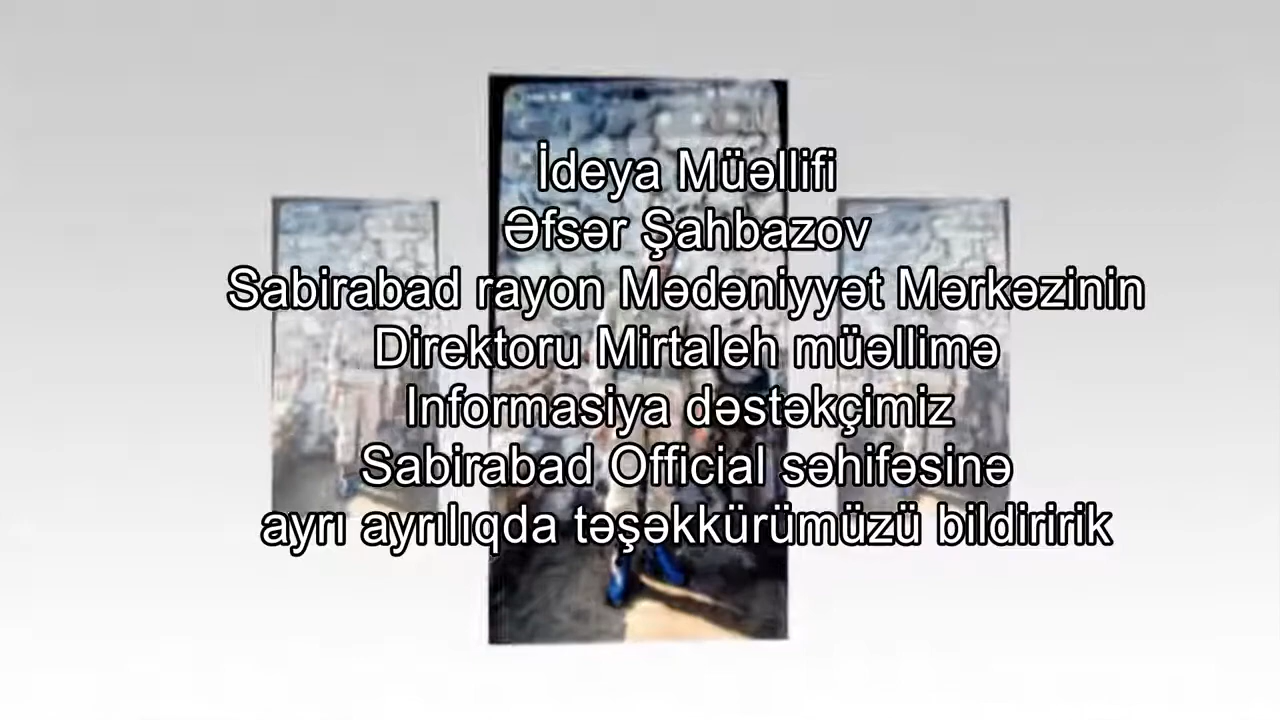 İdeya Müəllifi
Əfsər Şahbazov
Sabirabad rayon Mədəniyyət Mərkəzinin
Direktoru Mirtaleh müəllimə
Informasiya dəstəkçimiz
Sabirabad Official səhifəsinə
ayrı ayrılıqda təşəkkürümüzü bildiririk